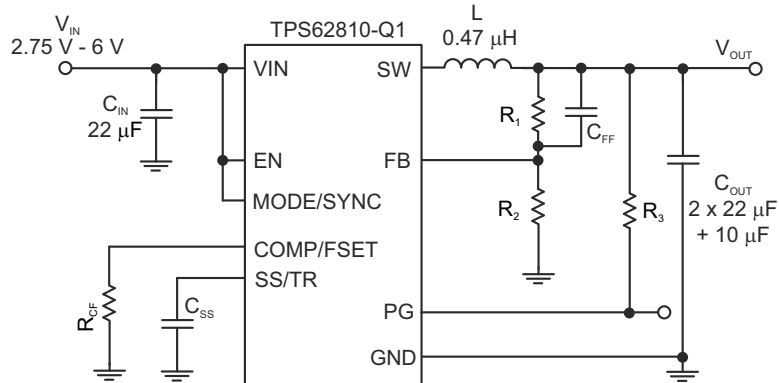 TPS62810-Q1
V_IN
2.75 V - 6 V
C_IN
22 μF
VIN
EN
MODE/SYNC
COMP/FSET
SS/TR
R_CF
C_SS
SW
FB
PG
GND
L
0.47 μH
R_1
C_FF
R_2
R_3
V_OUT
C_OUT
2 x 22 μF
+ 10 μF